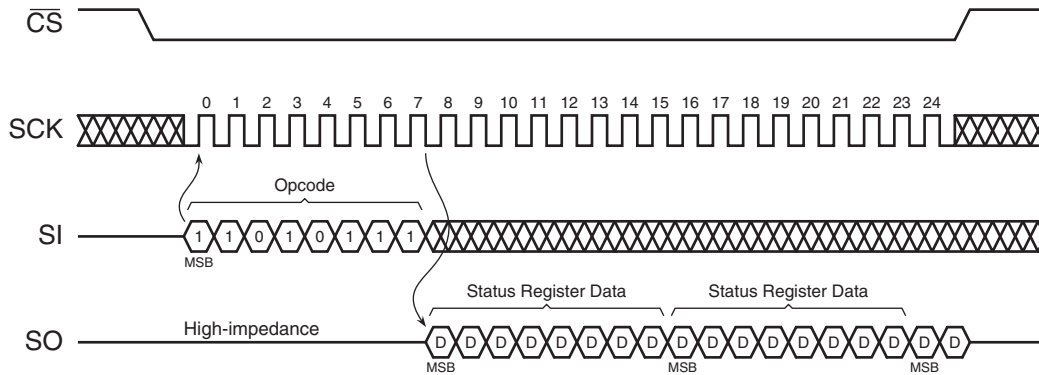 CS
0 1 2 3 4 5 6 7 8 9 10 11 12 13 14 15 16 17 18 19 20 21 22 23 24
SCK
Opcode
SI 1 1 0 1 0 1 1 1
MSB
Status Register Data Status Register Data
High-impedance
SO D D D D D D D D D D D D D D D D D D
MSB MSB MSB